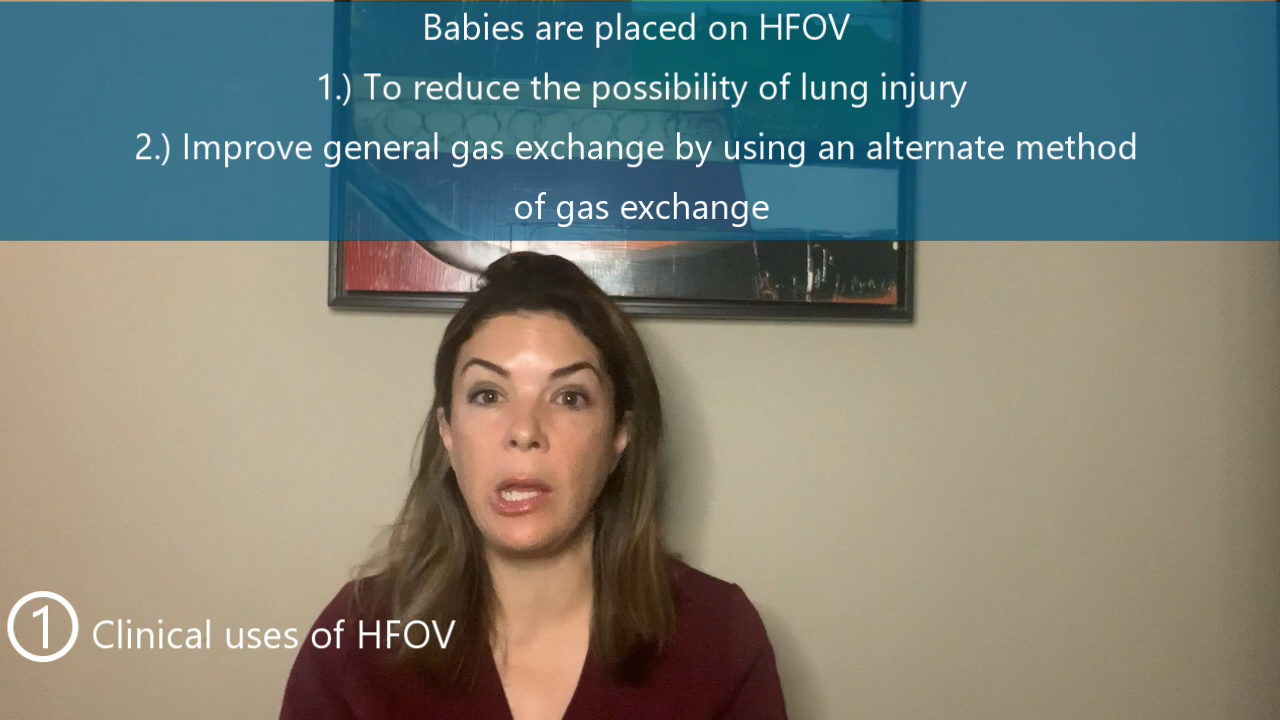 Babies are placed on HFOV
1.) To reduce the possibility of lung injury
2.) Improve general gas exchange by using an alternate method
of gas exchange
1 Clinical uses of HFOV